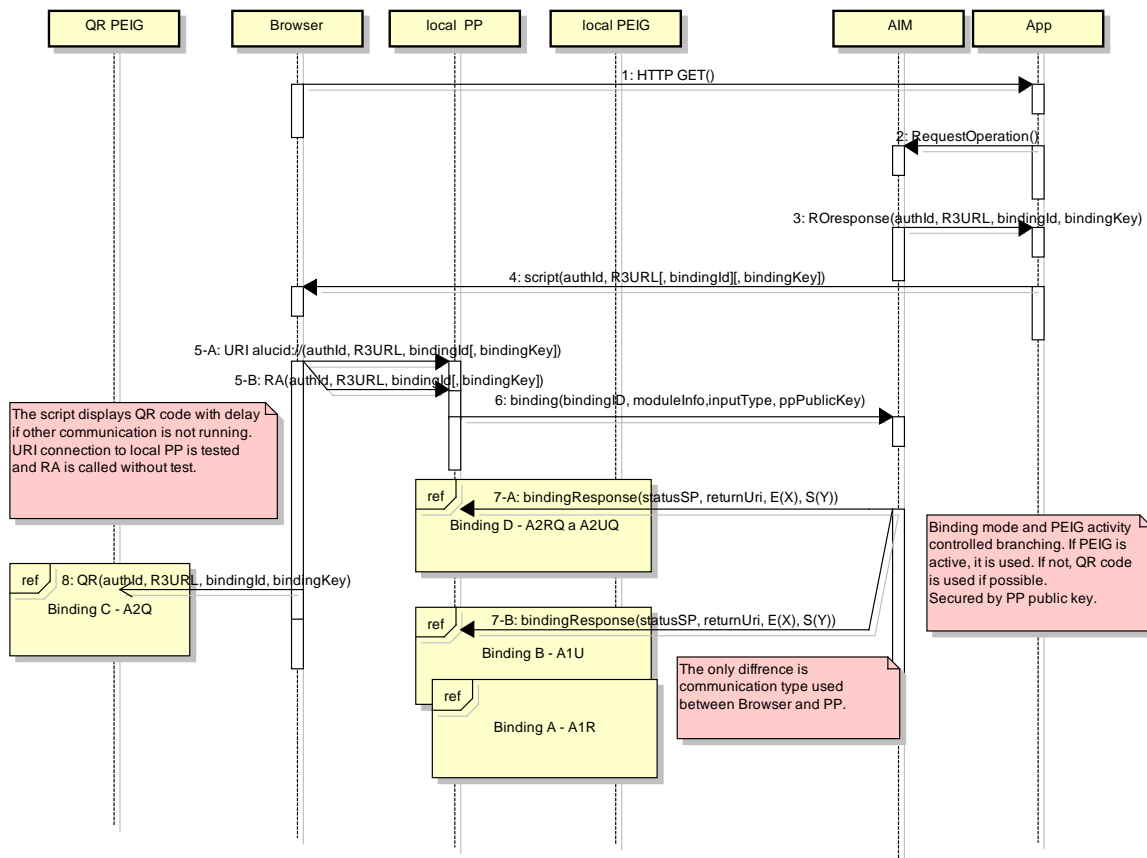 QR PEIG
Browser
local PP
local PEIG
AIM
App
1: HTTP GET()
2: RequestOperation()
3: ROresponse(authId, R3URL, bindingId, bindingKey)
4: script(authId, R3URL[, bindingId][, bindingKey])
5-A: URI alucid://(authId, R3URL, bindingId[, bindingKey])
5-B: RA(authId, R3URL, bindingId[, bindingKey])
6: binding(bindingID, moduleInfo,inputType, ppPublicKey)
The script displays QR code with delay
if other communication is not running.
URI connection to local PP is tested
and RA is called without test.
ref
7-A: bindingResponse(statusSP, returnUri, E(X), S(Y))
Binding D - A2RQ a A2UQ
Binding mode and PEIG activity
controlled branching. If PEIG is
active, it is used. If not, QR code
is used if possible.
Secured by PP public key.
ref
8: QR(authId, R3URL, bindingId, bindingKey)
Binding C - A2Q
ref
7-B: bindingResponse(statusSP, returnUri, E(X), S(Y))
Binding B - A1U
The only diffrence is
communication type used
between Browser and PP.
ref
Binding A - A1R